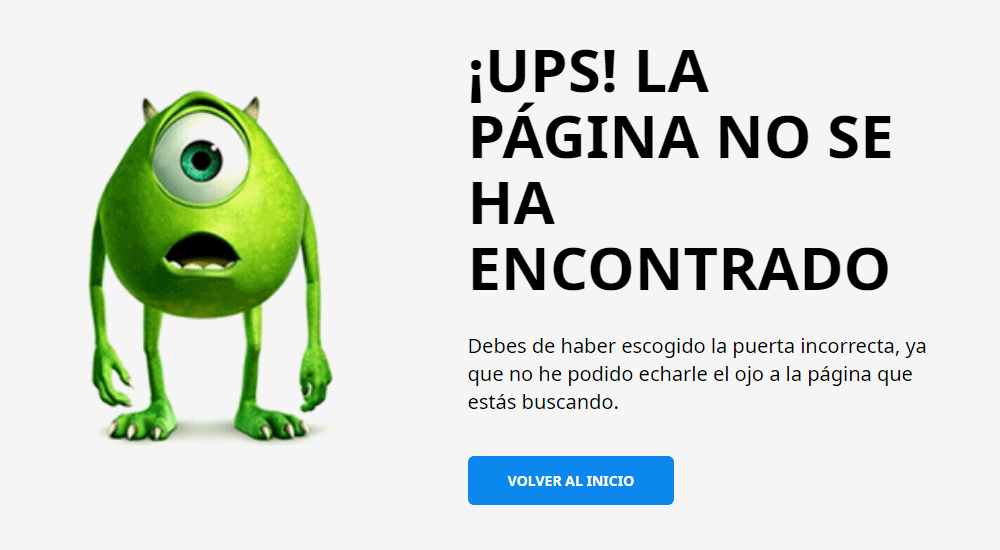 ¡UPS! LA
PÁGINA NO SE
HA
ENCONTRADO
Debes de haber escogido la puerta incorrecta, ya
que no he podido echarle el ojo a la página que
estás buscando.
VOLVER AL INICIO